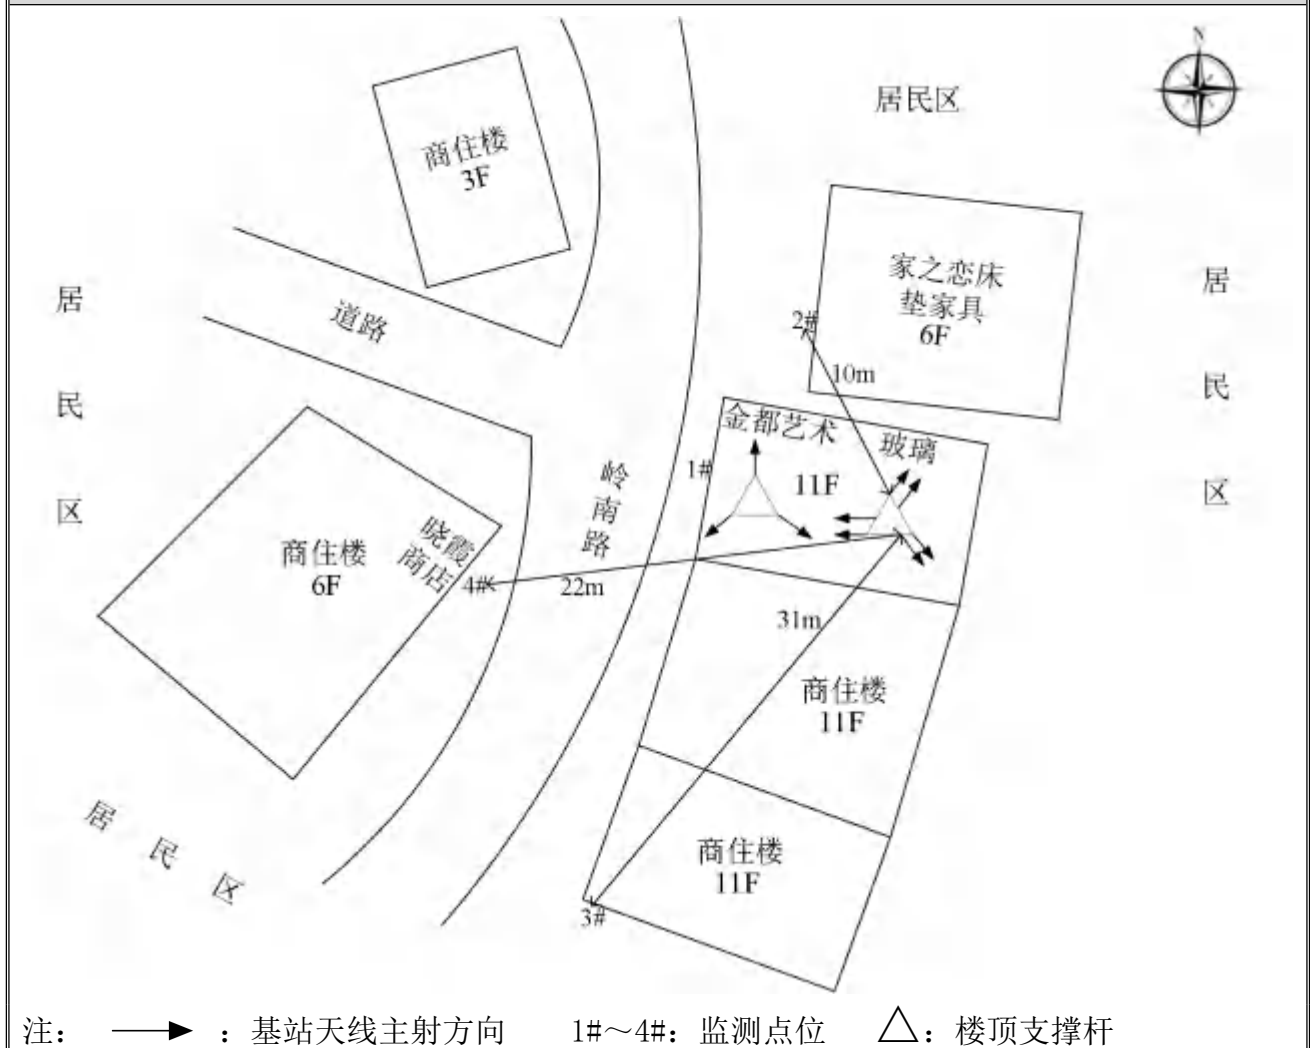 N
居民区
商住楼
3F
家之恋床
垫家具
6F
居
民
区
居
民
区
道路
2#
10m
金都艺术
玻璃
1#
11F
岭
南
路
晓霞
商店
商住楼
6F
4#
22m
31m
商住楼
11F
商住楼
11F
居
民
区
3#
注： ：基站天线主射方向 1#～4#：监测点位 △：楼顶支撑杆